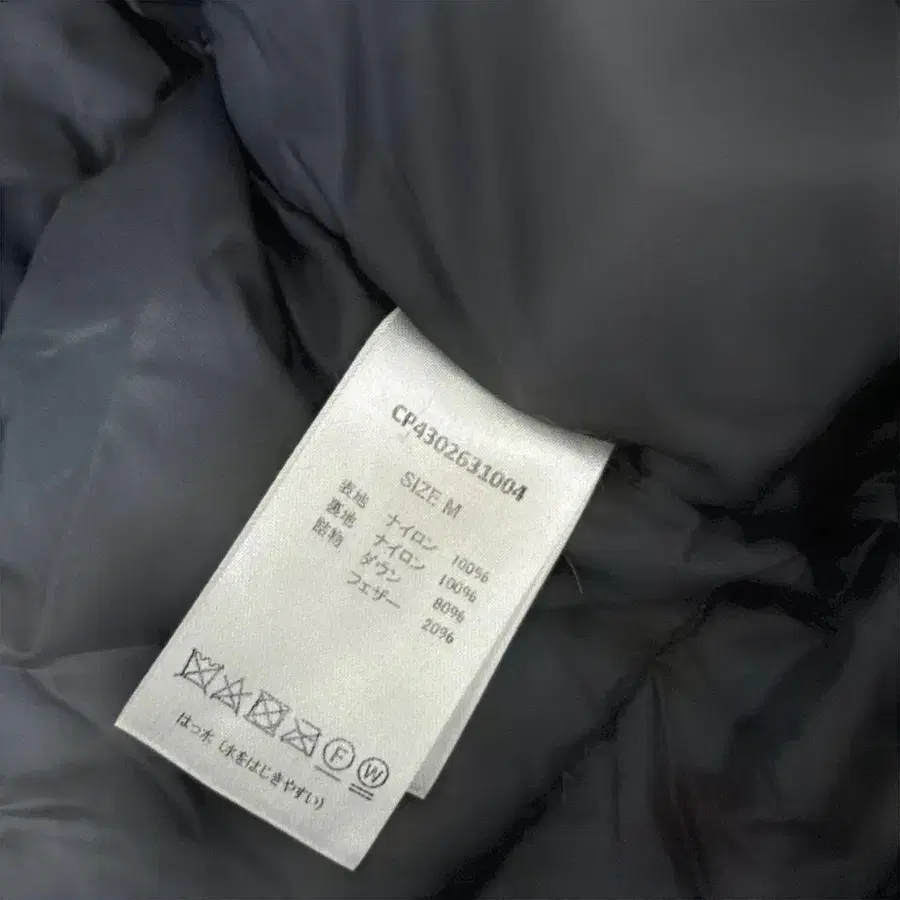 CP4302631004
SIZE M
表地 ナイロン 100%
裏地 ナイロン 100%
詰物 ダウン 80%
フェザー 20%
F W
はっ水（水をはじきやすい）